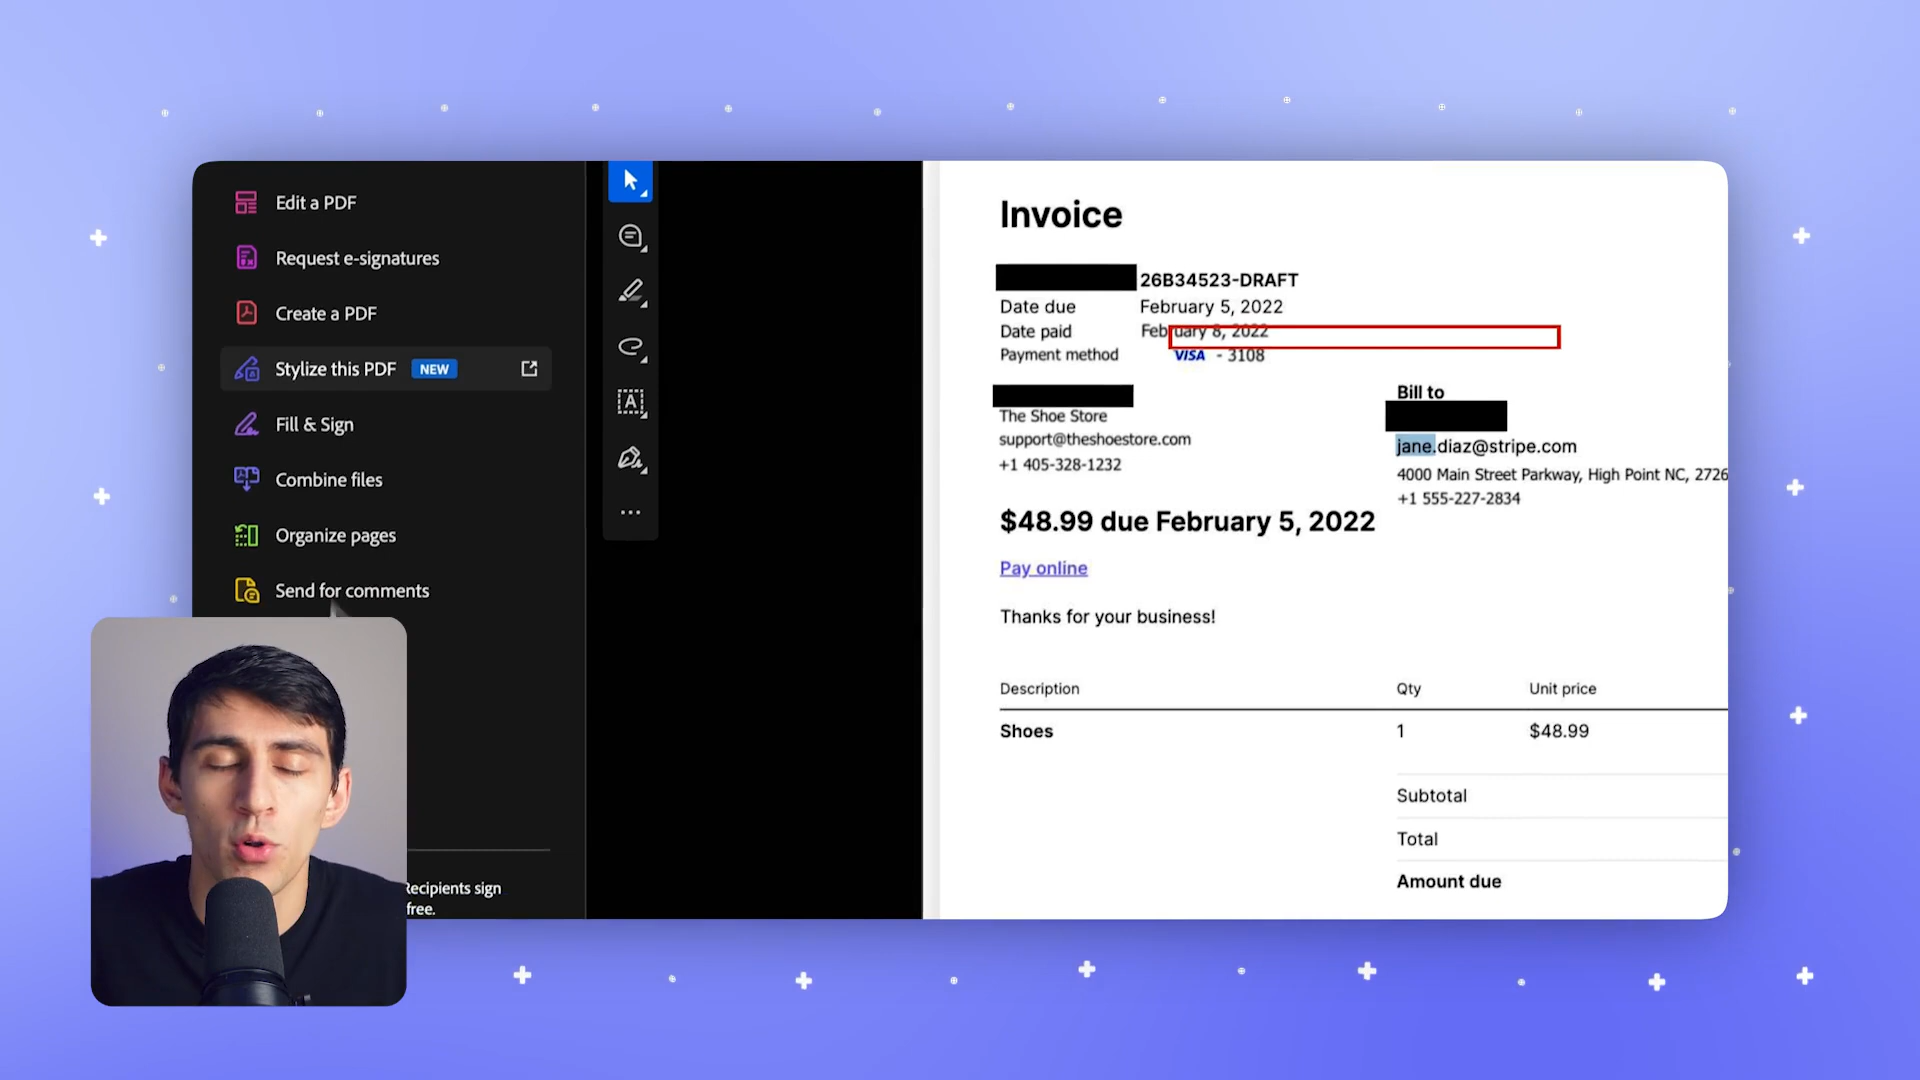 Edit a PDF
Request e-signatures
Create a PDF
Stylize this PDF NEW
Fill & Sign
Combine files
Organize pages
Send for comments
Recipients sign
free.
A
Invoice
26B34523-DRAFT
Date due February 5, 2022
Date paid February 8, 2022
Payment method VISA - 3108
The Shoe Store
support@theshoestore.com
+1 405-328-1232
Bill to
jane.diaz@stripe.com
4000 Main Street Parkway, High Point NC, 2726
+1 555-227-2834
$48.99 due February 5, 2022
Pay online
Thanks for your business!
Description Qty Unit price
Shoes 1 $48.99
Subtotal
Total
Amount due